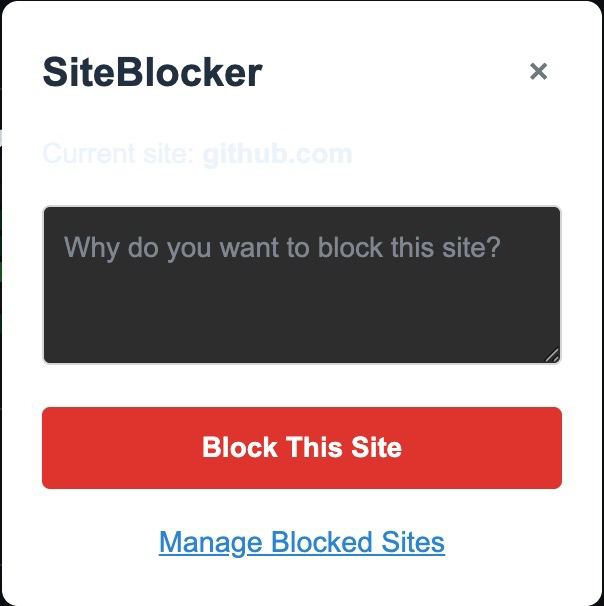 SiteBlocker ×
Current site: github.com
Why do you want to block this site?
Block This Site
Manage Blocked Sites